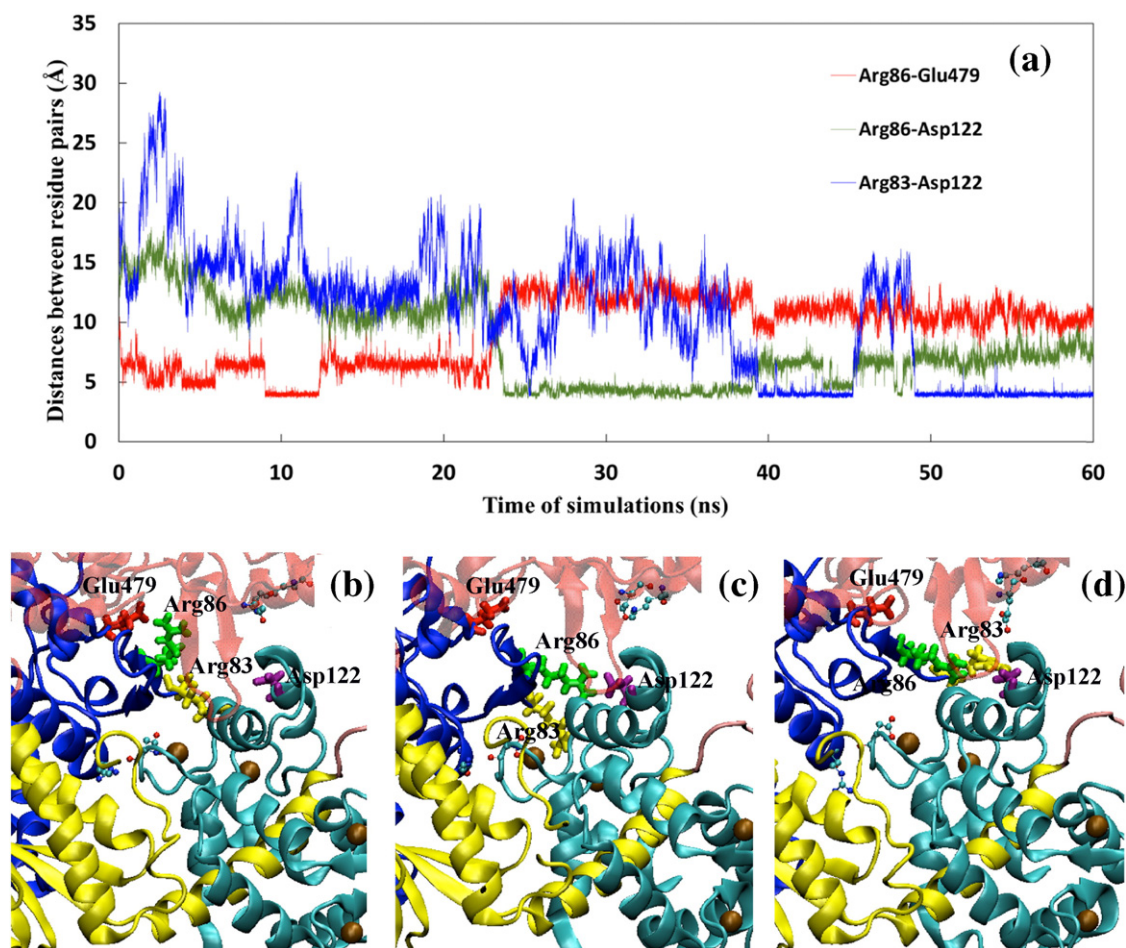 35
30
25
20
15
10
5
0
Distances between residue pairs (Å)
(a)
Arg86-Glu479
Arg86-Asp122
Arg83-Asp122
0 10 20 30 40 50 60
Time of simulations (ns)
Glu479
Arg86
Arg83
Asp122
(b)
Glu479
Arg86
Asp122
Arg83
(c)
Glu479
Arg83
Arg86
Asp122
(d)